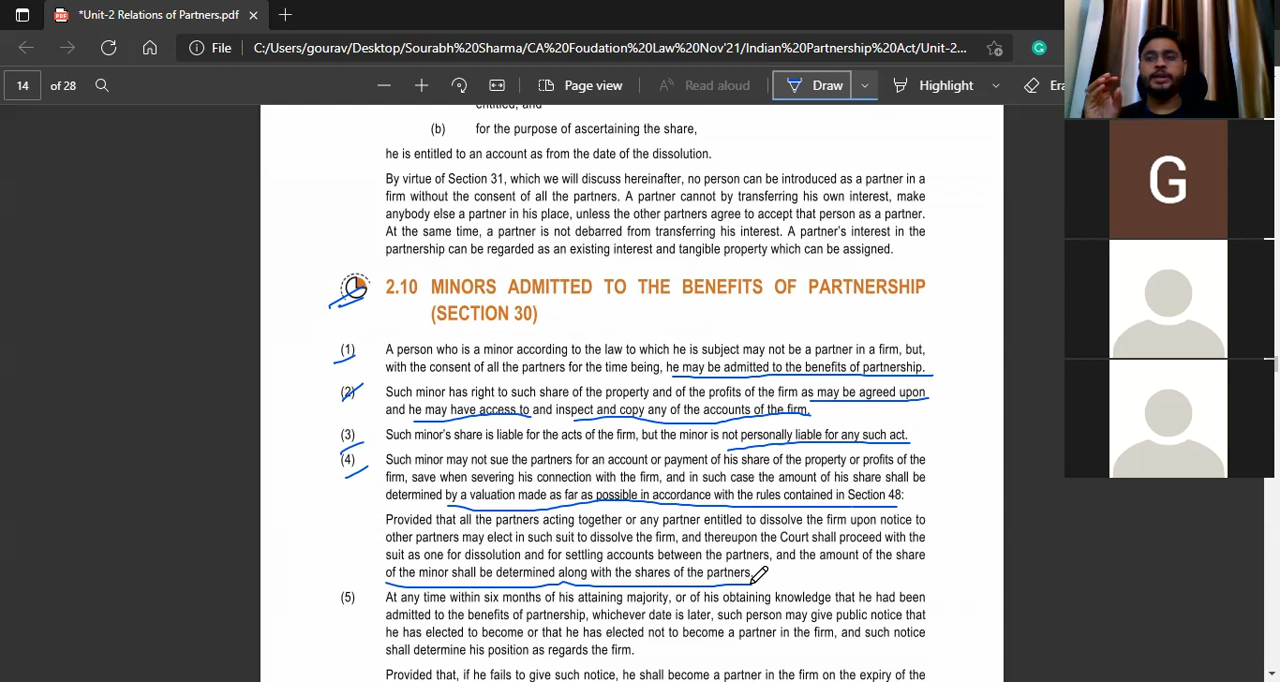 *Unit-2 Relations of Partners.pdf
File C:/Users/gourav/Desktop/Sourabh%20Sharma/CA%20Foudation%20Law%20Nov'21/Indian%20Partnership%20Act/Unit-2...
14 of 28 Page view Read aloud Draw Highlight Era
entitled, and
(b) for the purpose of ascertaining the share,
he is entitled to an account as from the date of the dissolution.
By virtue of Section 31, which we will discuss hereinafter, no person can be introduced as a partner in a
firm without the consent of all the partners. A partner cannot by transferring his own interest, make
anybody else a partner in his place, unless the other partners agree to accept that person as a partner.
At the same time, a partner is not debarred from transferring his interest. A partner's interest in the
partnership can be regarded as an existing interest and tangible property which can be assigned.
2.10 MINORS ADMITTED TO THE BENEFITS OF PARTNERSHIP
(SECTION 30)
(1) A person who is a minor according to the law to which he is subject may not be a partner in a firm, but,
with the consent of all the partners for the time being, he may be admitted to the benefits of partnership.
(2) Such minor has right to such share of the property and of the profits of the firm as may be agreed upon
and he may have access to and inspect and copy any of the accounts of the firm.
(3) Such minor's share is liable for the acts of the firm, but the minor is not personally liable for any such act.
(4) Such minor may not sue the partners for an account or payment of his share of the property or profits of the
firm, save when severing his connection with the firm, and in such case the amount of his share shall be
determined by a valuation made as far as possible in accordance with the rules contained in Section 48:
Provided that all the partners acting together or any partner entitled to dissolve the firm upon notice to
other partners may elect in such suit to dissolve the firm, and thereupon the Court shall proceed with the
suit as one for dissolution and for settling accounts between the partners, and the amount of the share
of the minor shall be determined along with the shares of the partners.
(5) At any time within six months of his attaining majority, or of his obtaining knowledge that he had been
admitted to the benefits of partnership, whichever date is later, such person may give public notice that
he has elected to become or that he has elected not to become a partner in the firm, and such notice
shall determine his position as regards the firm.
Provided that, if he fails to give such notice, he shall become a partner in the firm on the expiry of the
G